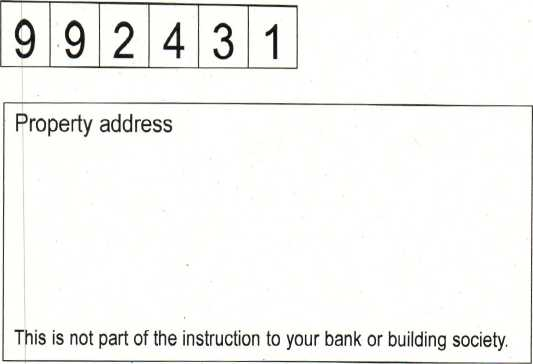 992431
Property address
This is not part of the instruction to your bank or building society.